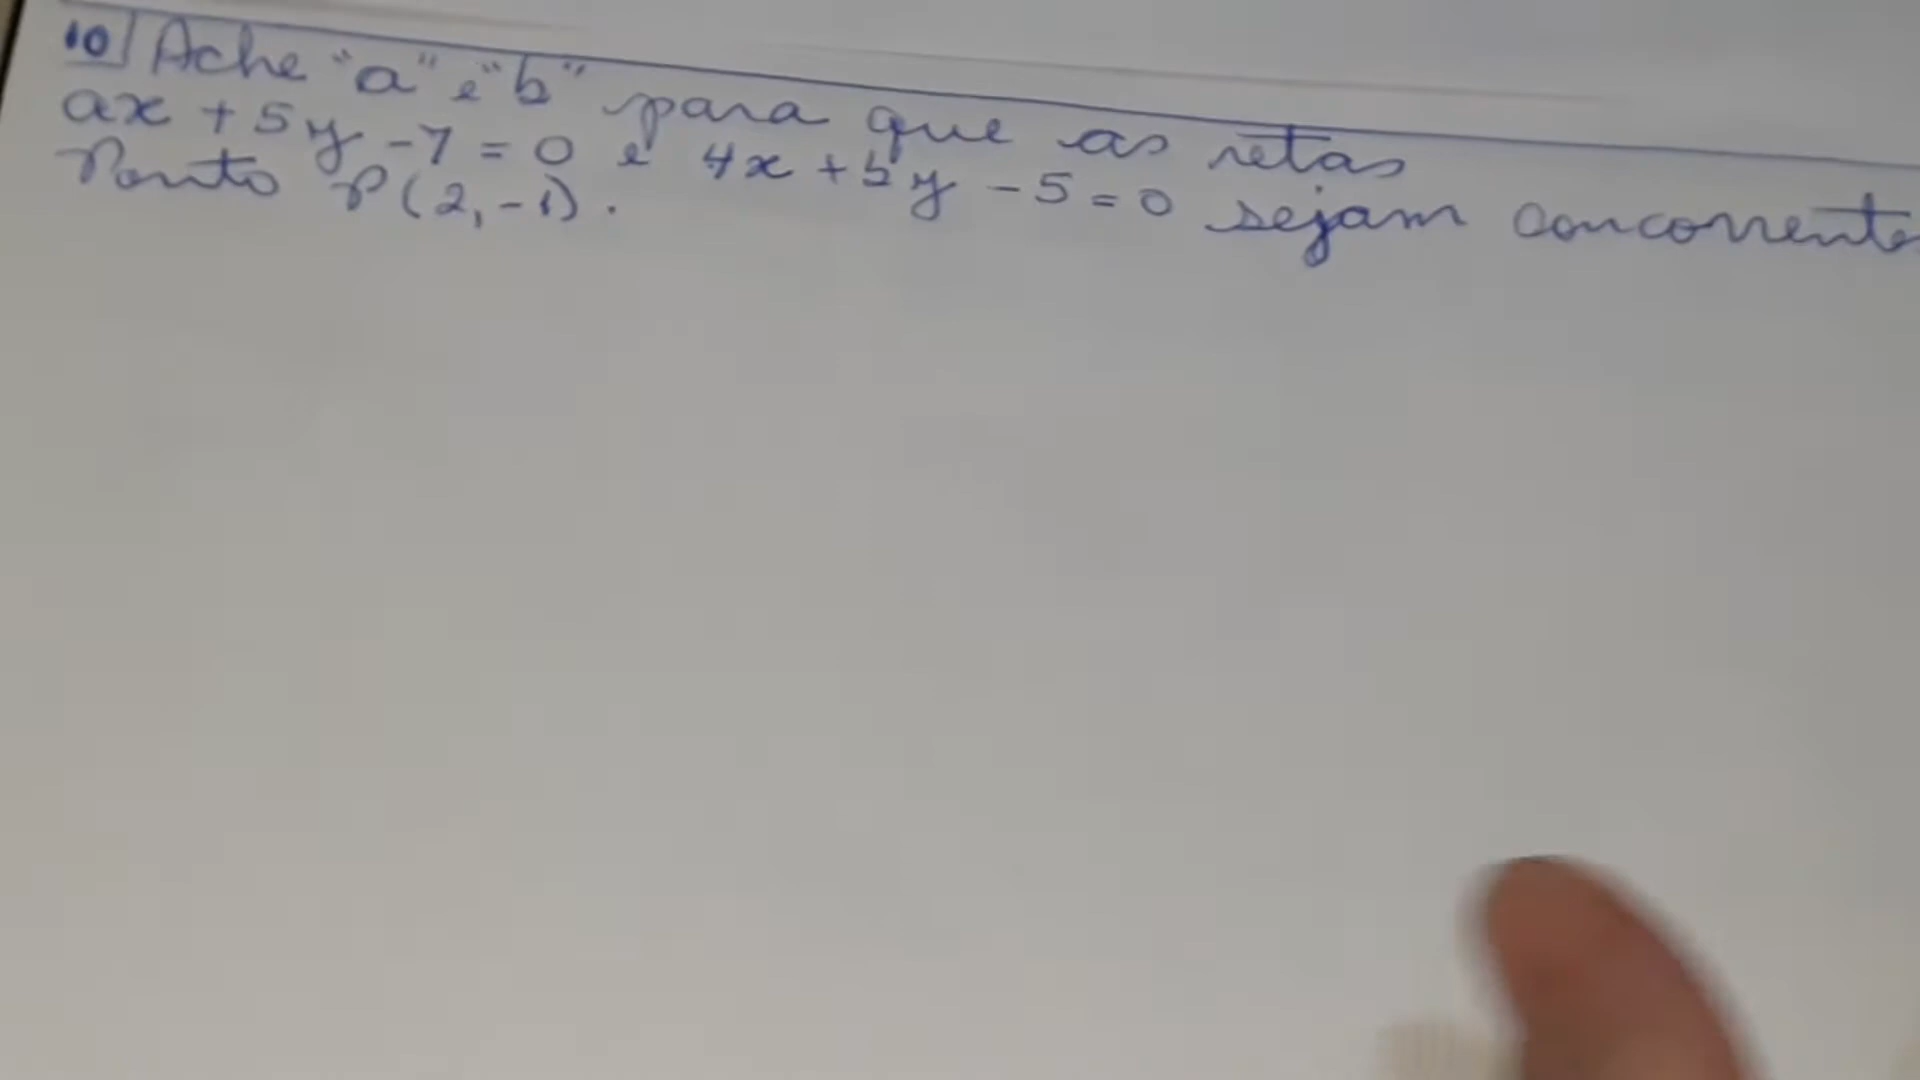 10 Ache "a" e "b" para que as retas
ax + 5y - 7 = 0 e 4x + by - 5 = 0 sejam concorrentes
Ponto P(2, -1).